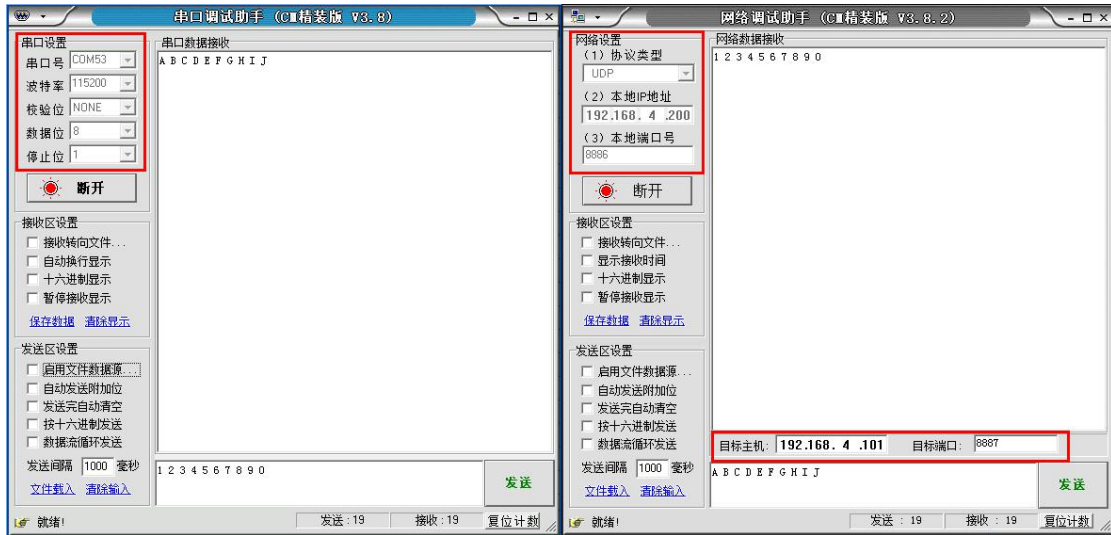 串口调试助手 (CM精装版 V3.8)
串口设置
串口号 COM53
波特率 115200
校验位 NONE
数据位 8
停止位 1
断开
接收区设置
接收转向文件...
自动换行显示
十六进制显示
暂停接收显示
保存数据 清除显示
发送区设置
启用文件数据源...
自动发送附加位
发送完自动清空
按十六进制发送
数据流循环发送
发送间隔 1000 毫秒
文件载入 清除输入
就绪!
串口数据接收
A B C D E F G H I J
1 2 3 4 5 6 7 8 9 0
发送
发送:19 接收:19 复位计数
网络调试助手 (CM精装版 V3.8.2)
网络设置
(1) 协议类型
UDP
(2) 本地IP地址
192.168. 4 .200
(3) 本地端口号
8886
断开
接收区设置
接收转向文件...
显示接收时间
十六进制显示
暂停接收显示
保存数据 清除显示
发送区设置
启用文件数据源...
自动发送附加位
发送完自动清空
按十六进制发送
数据流循环发送
发送间隔 1000 毫秒
文件载入 清除输入
就绪!
网络数据接收
1 2 3 4 5 6 7 8 9 0
目标主机: 192.168. 4 .101 目标端口: 8887
A B C D E F G H I J
发送
发送 : 19 接收 : 19 复位计数